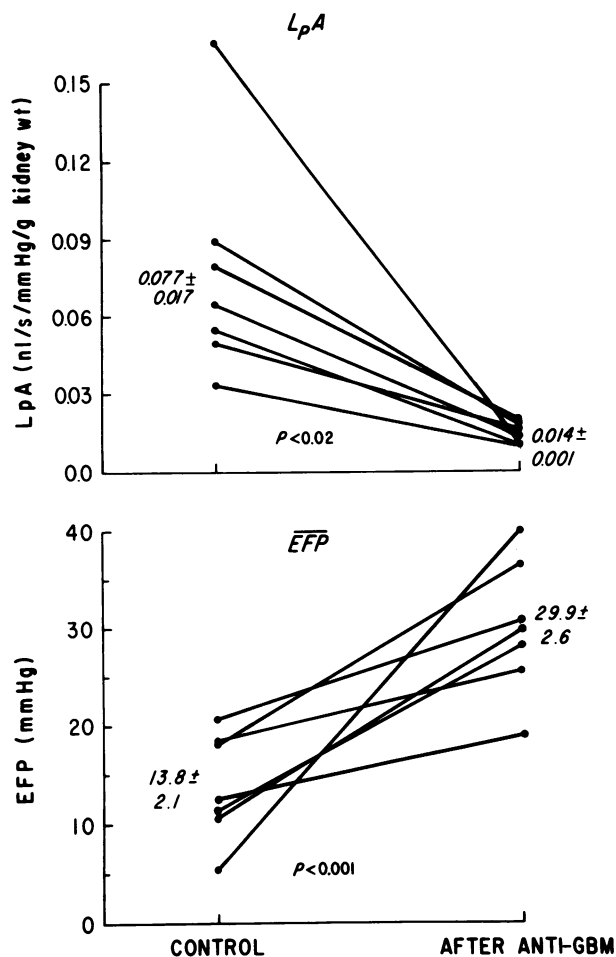 LpA
LpA (nl/s/mmHg/g kidney wt)
0.15
0.12
0.09
0.06
0.03
0.0
0.077±
0.017
P<0.02
0.014±
0.001
EFP
EFP (mmHg)
40
30
20
10
0
13.8±
2.1
29.9±
2.6
P<0.001
CONTROL
AFTER ANTI-GBM